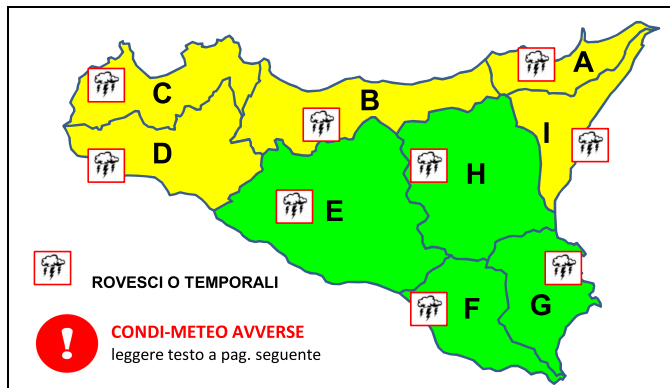 A
C
B
D
I
H
E
F
G
ROVESCI O TEMPORALI
!
CONDI-METEO AVVERSE
leggere testo a pag. seguente